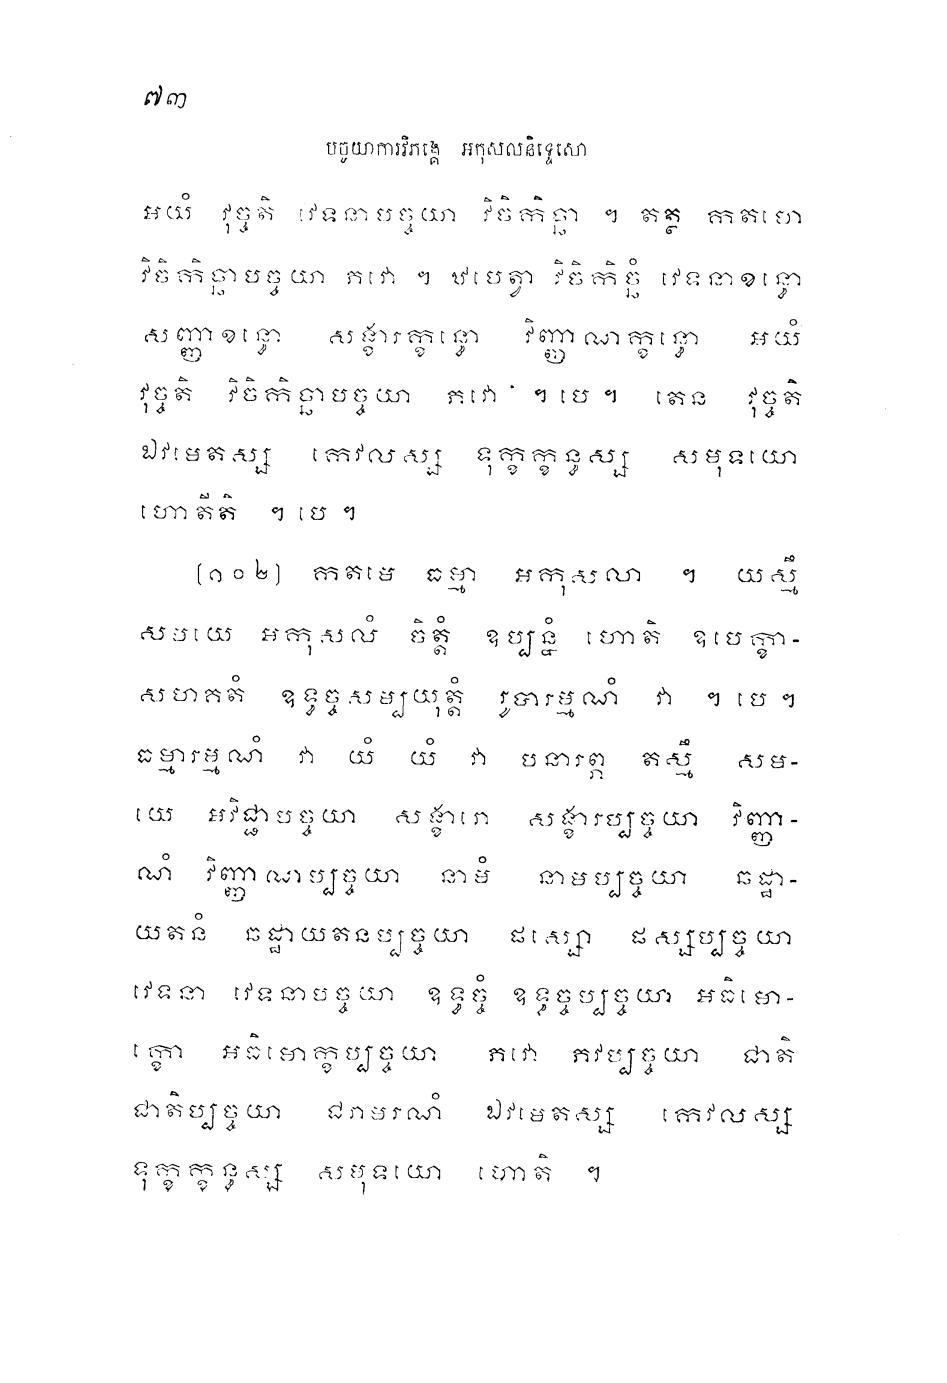 ៧៣
បច្ចយាការវិភង្គេ អកុសលនិទ្ទេសោ
អយំ វុច្ចតិ វេទនាបច្ចយា វិចិកិច្ឆា ។ តត្ថ កតមោ
វិចិកិច្ឆាបច្ចយា ភវោ ។ ឋបេត្វា វិចិកិច្ឆំ វេទនាខន្ធោ
សញ្ញាខន្ធោ សង្ខារក្ខន្ធោ វិញ្ញាណក្ខន្ធោ អយំ
វុច្ចតិ វិចិកិច្ឆាបច្ចយា ភវោ ។ បេ ។ តេន វុច្ចតិ
ឯវមេតស្ស កេវលស្ស ទុក្ខក្ខន្ធស្ស សមុទយោ
ហោតីតិ ។ បេ ។
(១០២) កតមេ ធម្មា អកុសលា ។ យស្មឹ
សមយេ អកុសលំ ចិត្តំ ឧប្បន្នំ ហោតិ ឧបេក្ខា-
សហគតំ ឧទ្ធច្ចសម្បយុត្តំ រូបារម្មណំ វា ។ បេ ។
ធម្មារម្មណំ វា យំ យំ វា បនារព្ភ តស្មឹ សម-
យេ អវិជ្ជាបច្ចយា សង្ខារោ សង្ខារប្បច្ចយា វិញ្ញា-
ណំ វិញ្ញាណប្បច្ចយា នាមំ នាមប្បច្ចយា ឆដ្ឋា-
យតនំ ឆដ្ឋាយតនប្បច្ចយា ផស្សោ ផស្សប្បច្ចយា
វេទនា វេទនាបច្ចយា ឧទ្ធច្ចំ ឧទ្ធច្ចប្បច្ចយា អធិមោ-
ក្ខោ អធិមោក្ខប្បច្ចយា ភវោ ភវប្បច្ចយា ជាតិ
ជាតិប្បច្ចយា ជរាមរណំ ឯវមេតស្ស កេវលស្ស
ទុក្ខក្ខន្ធស្ស សមុទយោ ហោតិ ។